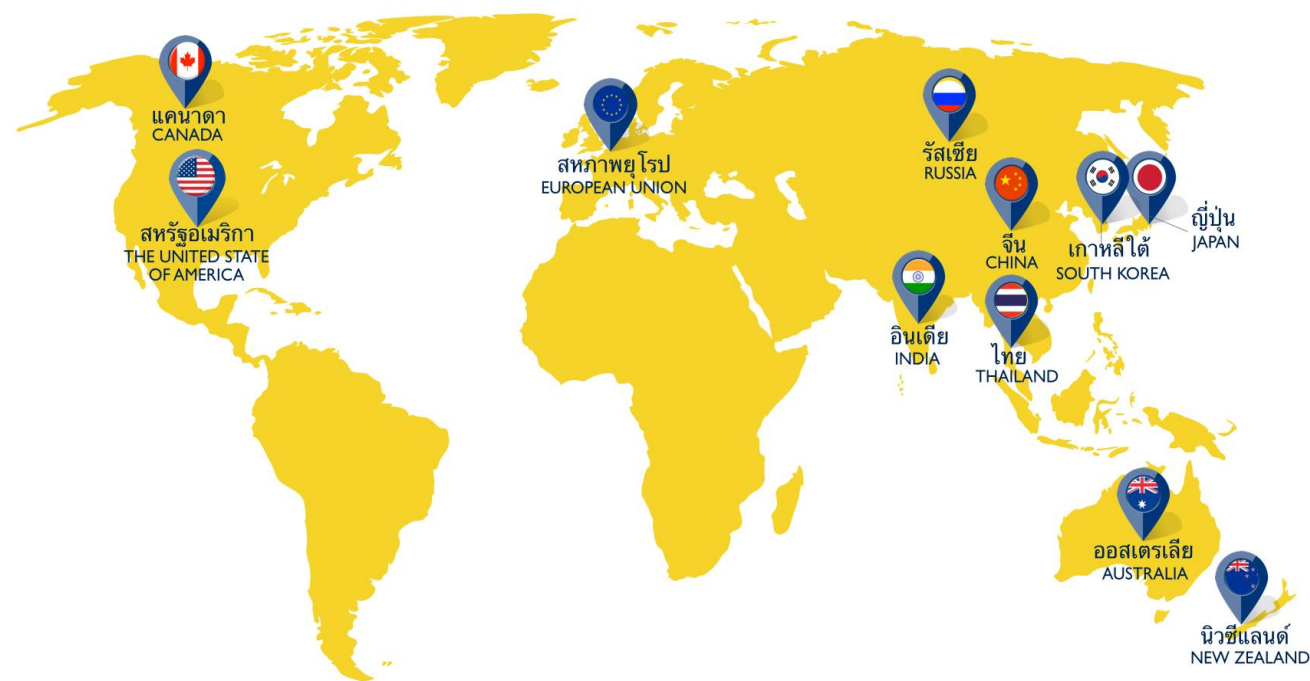 แคนาดา
CANADA
สหรัฐอเมริกา
THE UNITED STATE
OF AMERICA
สหภาพยุโรป
EUROPEAN UNION
รัสเซีย
RUSSIA
จีน
CHINA
เกาหลีใต้
SOUTH KOREA
ญี่ปุ่น
JAPAN
อินเดีย
INDIA
ไทย
THAILAND
ออสเตรเลีย
AUSTRALIA
นิวซีแลนด์
NEW ZEALAND